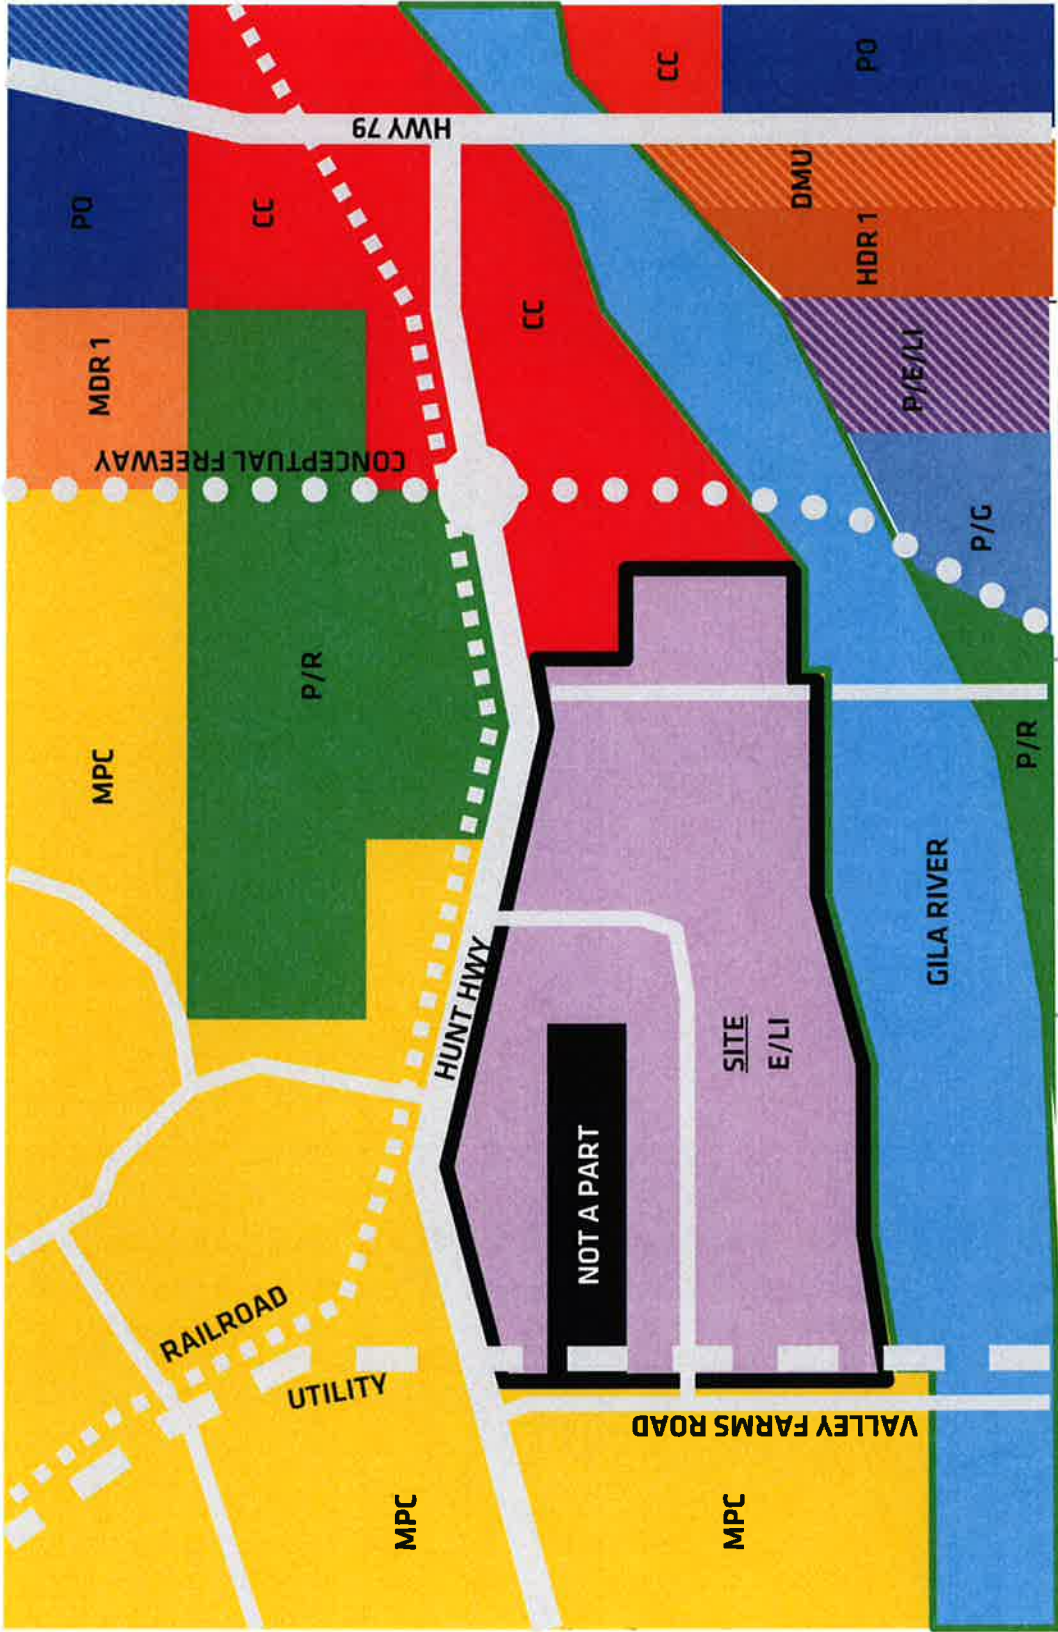 MPC
MDR 1
PO
RAILROAD
CONCEPTUAL FREEWAY
CC
P/R
UTILITY
MPC
HUNT HWY
HWY 79
CC
NOT A PART
CC
MPC
VALLEY FARMS ROAD
SITE
E/LI
DMU
HDR 1
PO
P/E/LI
GILA RIVER
P/G
P/R